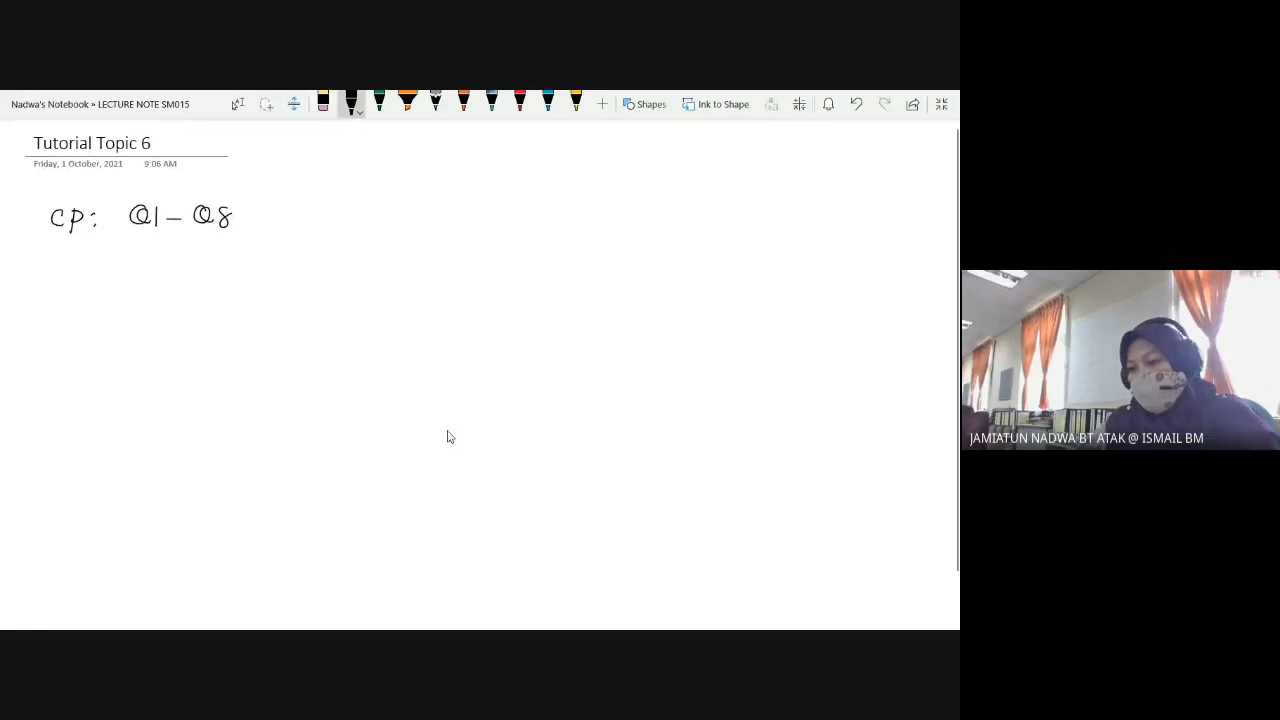 Nadwa's Notebook » LECTURE NOTE SM015
Shapes
Ink to Shape
Tutorial Topic 6
Friday, 1 October, 2021 9:06 AM
CP: Q1 – Q8
JAMIATUN NADWA BT ATAK @ ISMAIL BM